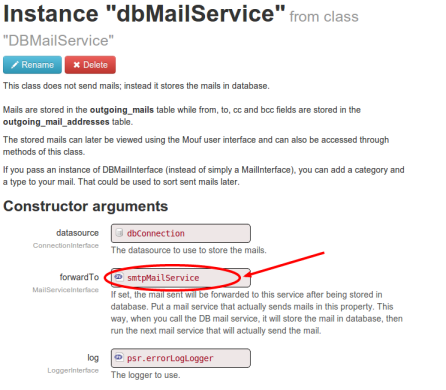 Instance "dbMailService" from class
"DBMailService"
Rename Delete
This class does not send mails; instead it stores the mails in database.
Mails are stored in the outgoing_mails table while from, to, cc and bcc fields are stored in the
outgoing_mail_addresses table.
The stored mails can later be viewed using the Mouf user interface and can also be accessed through
methods of this class.
If you pass an instance of DBMailInterface (instead of simply a MailInterface), you can add a category and
a type to your mail. That could be used to sort sent mails later.
Constructor arguments
datasource dbConnection
ConnectionInterface
The datasource to use to store the mails.
forwardTo smtpMailService
MailServiceInterface
If set, the mail sent will be forwarded to this service after being stored in
database. Put a mail service that actually sends mails in this property. This
way, when you call the DB mail service, it will store the mail in database, then
run the next mail service that will actually send the mail.
log psr.errorLogLogger
LoggerInterface
The logger to use.